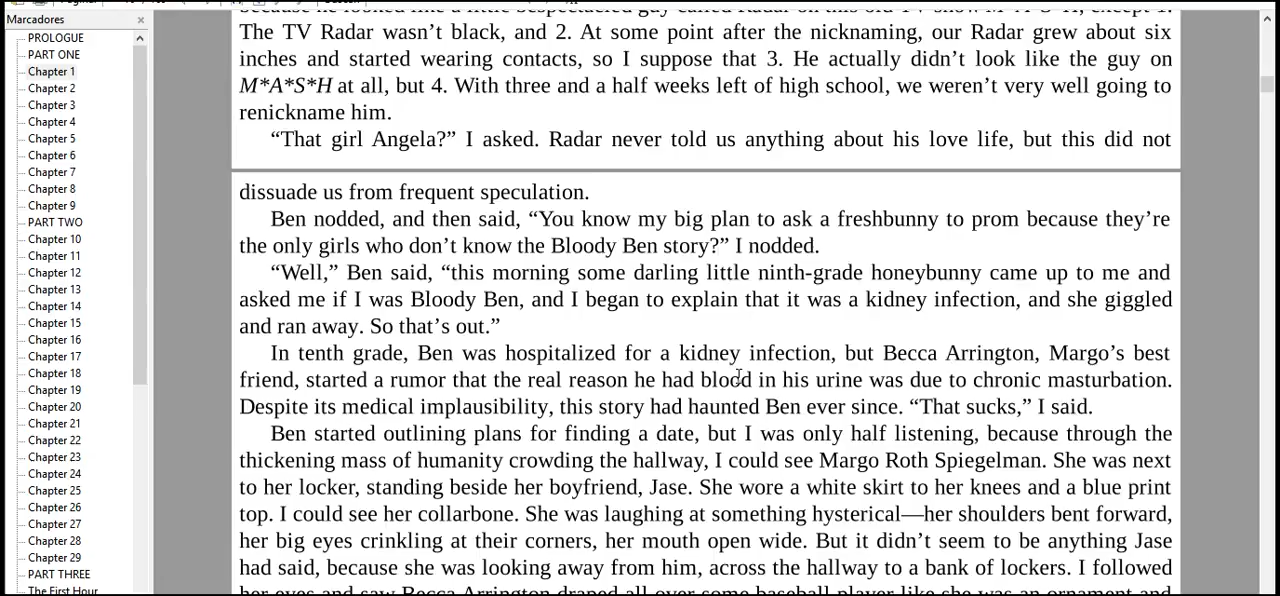 Marcadores
PROLOGUE
PART ONE
Chapter 1
Chapter 2
Chapter 3
Chapter 4
Chapter 5
Chapter 6
Chapter 7
Chapter 8
Chapter 9
PART TWO
Chapter 10
Chapter 11
Chapter 12
Chapter 13
Chapter 14
Chapter 15
Chapter 16
Chapter 17
Chapter 18
Chapter 19
Chapter 20
Chapter 21
Chapter 22
Chapter 23
Chapter 24
Chapter 25
Chapter 26
Chapter 27
Chapter 28
Chapter 29
PART THREE
The First Hour
The TV Radar wasn’t black, and 2. At some point after the nicknaming, our Radar grew about six
inches and started wearing contacts, so I suppose that 3. He actually didn’t look like the guy on
M*A*S*H at all, but 4. With three and a half weeks left of high school, we weren’t very well going to
renickname him.
“That girl Angela?” I asked. Radar never told us anything about his love life, but this did not
dissuade us from frequent speculation.
Ben nodded, and then said, “You know my big plan to ask a freshbunny to prom because they’re
the only girls who don’t know the Bloody Ben story?” I nodded.
“Well,” Ben said, “this morning some darling little ninth-grade honeybunny came up to me and
asked me if I was Bloody Ben, and I began to explain that it was a kidney infection, and she giggled
and ran away. So that’s out.”
In tenth grade, Ben was hospitalized for a kidney infection, but Becca Arrington, Margo’s best
friend, started a rumor that the real reason he had blood in his urine was due to chronic masturbation.
Despite its medical implausibility, this story had haunted Ben ever since. “That sucks,” I said.
Ben started outlining plans for finding a date, but I was only half listening, because through the
thickening mass of humanity crowding the hallway, I could see Margo Roth Spiegelman. She was next
to her locker, standing beside her boyfriend, Jase. She wore a white skirt to her knees and a blue print
top. I could see her collarbone. She was laughing at something hysterical—her shoulders bent forward,
her big eyes crinkling at their corners, her mouth open wide. But it didn’t seem to be anything Jase
had said, because she was looking away from him, across the hallway to a bank of lockers. I followed
her eyes and saw Becca Arrington draped all over some baseball player like she was an ornament and